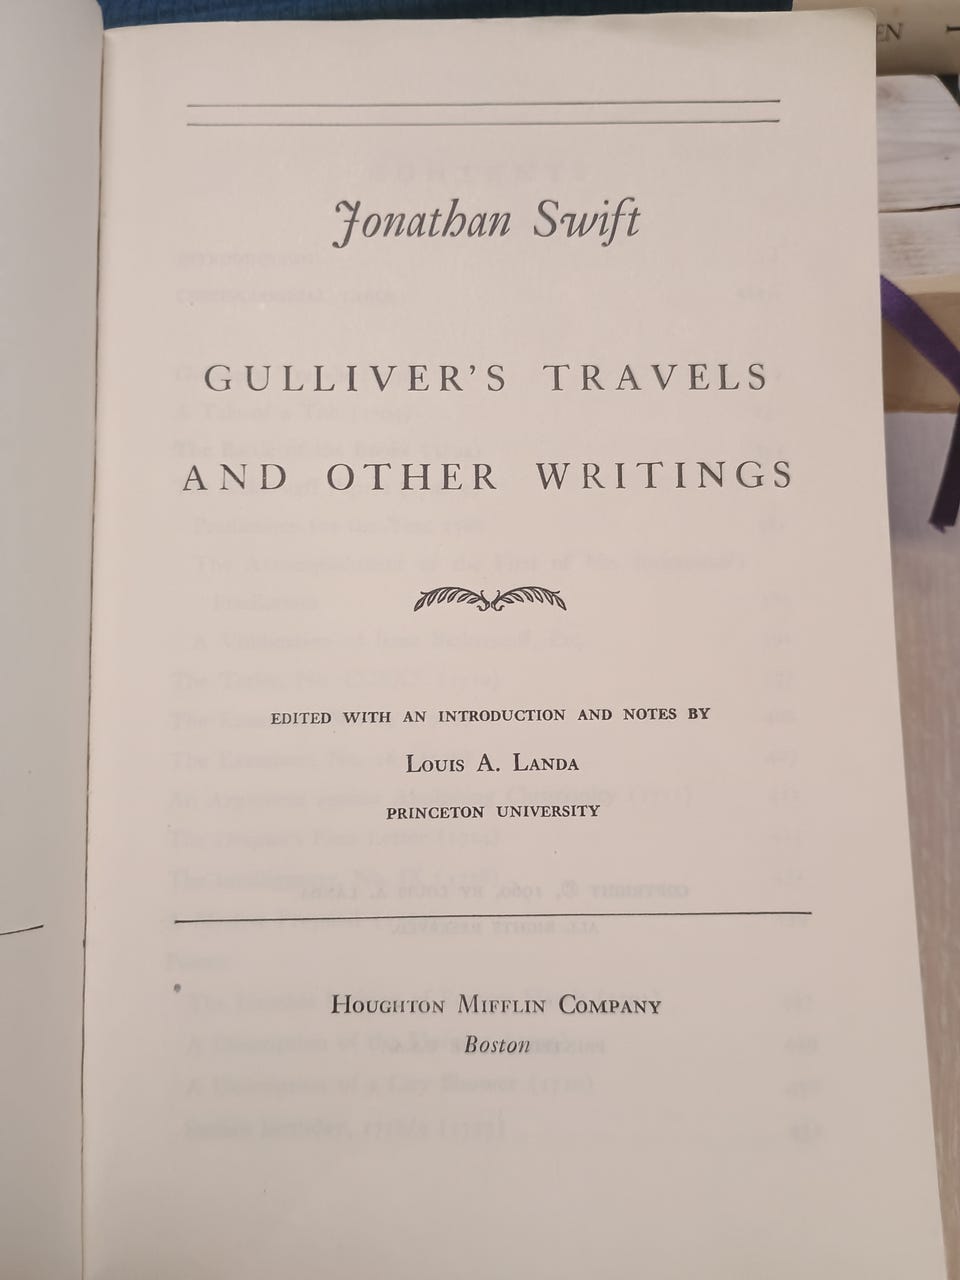 EN
Jonathan Swift
GULLIVER'S TRAVELS
AND OTHER WRITINGS
EDITED WITH AN INTRODUCTION AND NOTES BY
LOUIS A. LANDA
PRINCETON UNIVERSITY
HOUGHTON MIFFLIN COMPANY
Boston